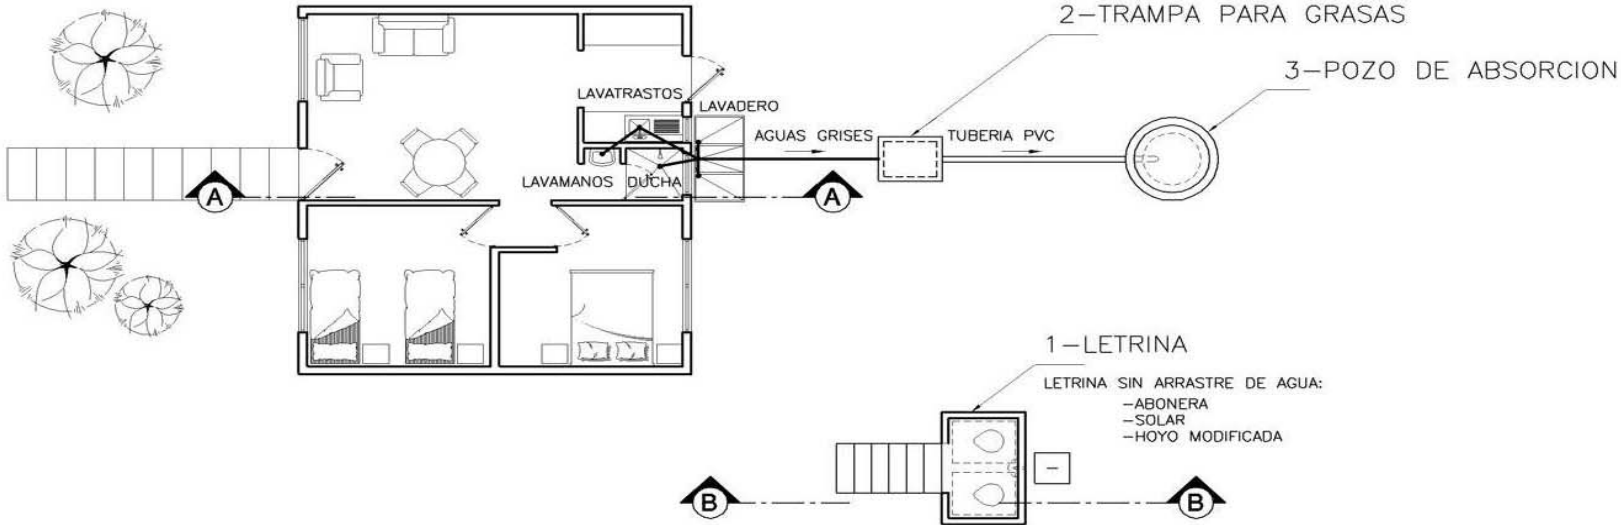 2-TRAMPA PARA GRASAS
3-POZO DE ABSORCION
LAVATRASTOS
LAVADERO
AGUAS GRISES
TUBERIA PVC
LAVAMANOS
DUCHA
A
A
1-LETRINA
LETRINA SIN ARRASTRE DE AGUA:
-ABONERA
-SOLAR
-HOYO MODIFICADA
B
B